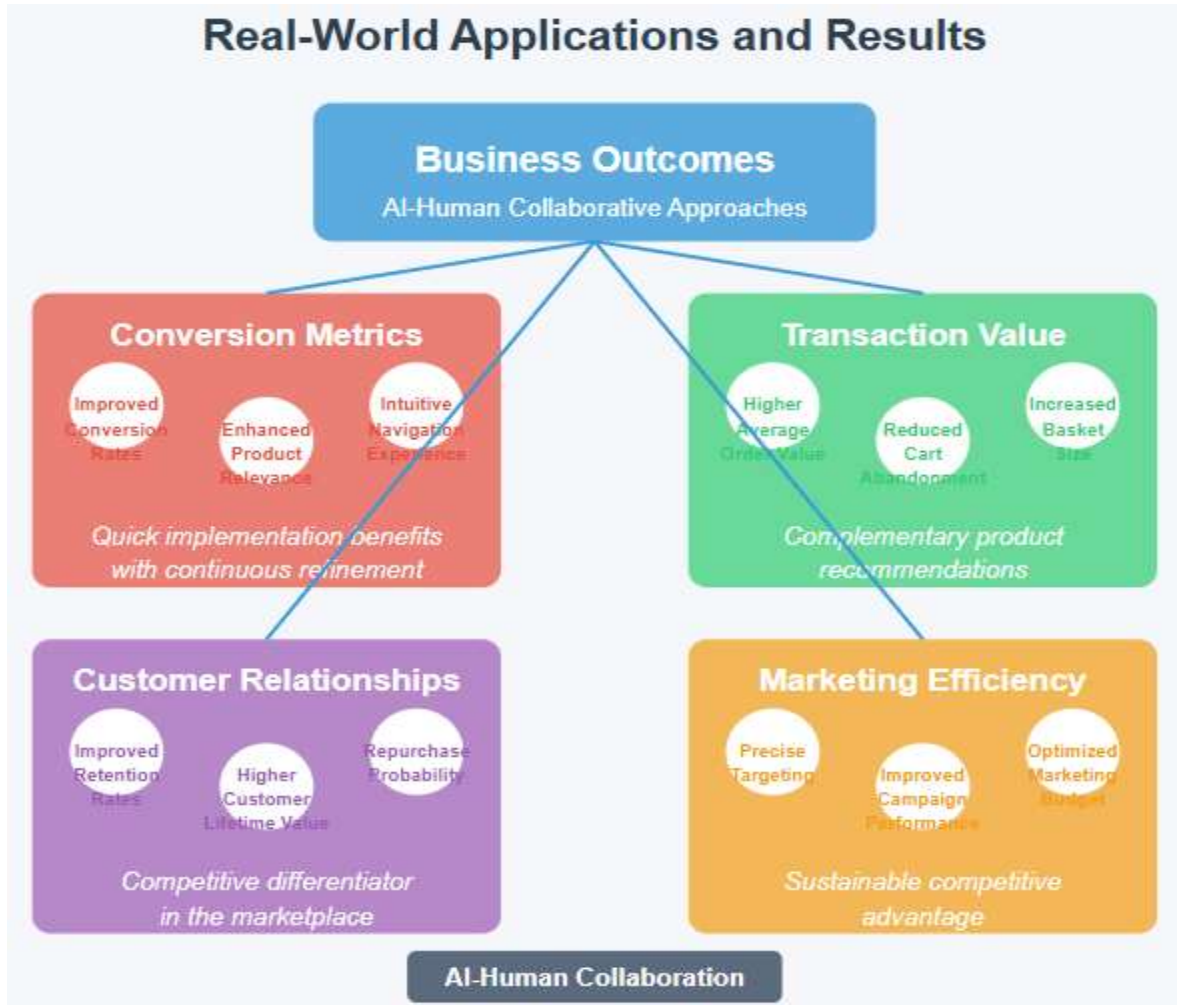 Real-World Applications and Results
Business Outcomes
AI-Human Collaborative Approaches
Conversion Metrics
Improved
Conversion
Rates
Enhanced
Product
Relevance
Intuitive
Navigation
Experience
Quick implementation benefits
with continuous refinement
Transaction Value
Higher
Average
Order Value
Reduced
Cart
Abandonment
Increased
Basket
Size
Complementary product
recommendations
Customer Relationships
Improved
Retention
Rates
Higher
Customer
Lifetime Value
Repurchase
Probability
Competitive differentiator
in the marketplace
Marketing Efficiency
Precise
Targeting
Improved
Campaign
Performance
Optimized
Marketing
Budget
Sustainable competitive
advantage
AI-Human Collaboration